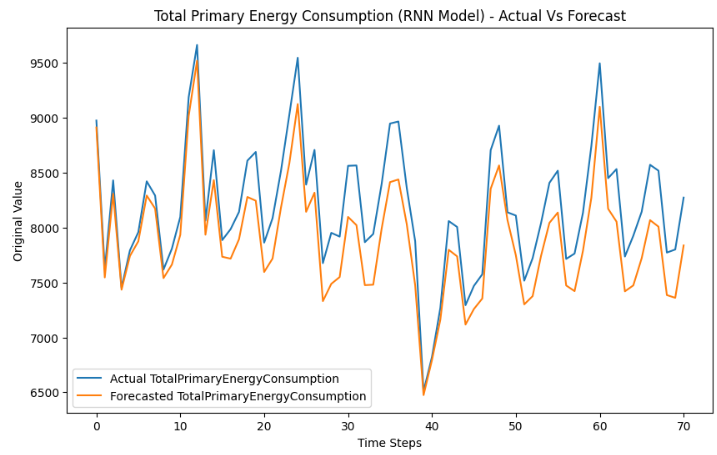 Total Primary Energy Consumption (RNN Model) - Actual Vs Forecast
Original Value
9500
9000
8500
8000
7500
7000
6500
Actual TotalPrimaryEnergyConsumption
Forecasted TotalPrimaryEnergyConsumption
0 10 20 30 40 50 60 70
Time Steps